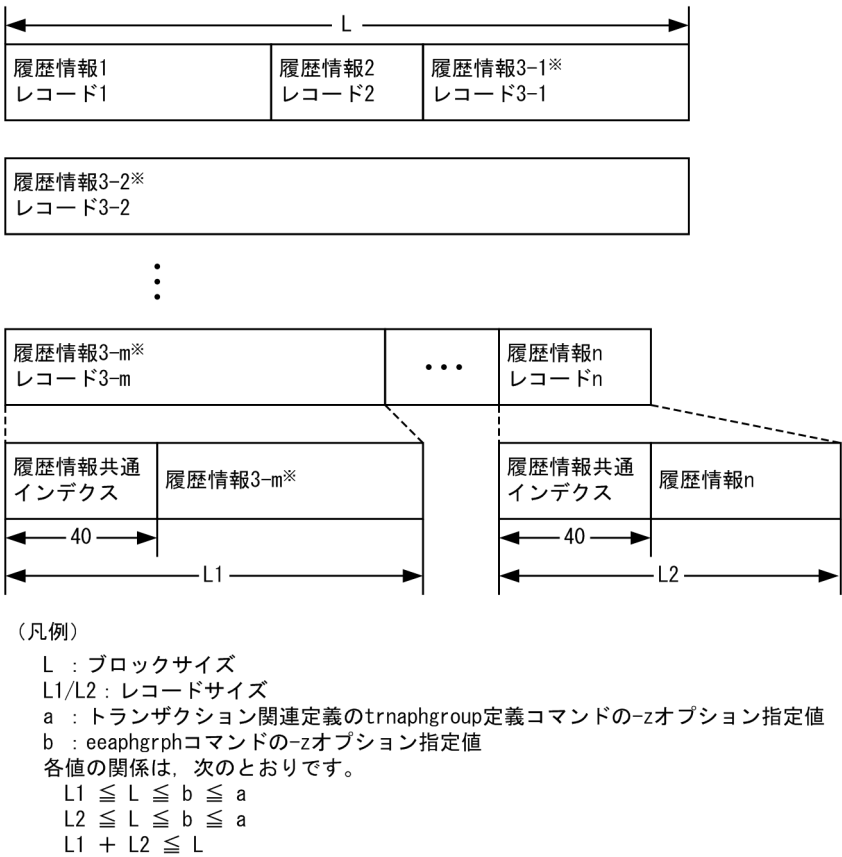 L
履歴情報1
レコード1
履歴情報2
レコード2
履歴情報3-1※
レコード3-1
履歴情報3-2※
レコード3-2
履歴情報3-m※
レコード3-m
…
履歴情報n
レコードn
履歴情報共通
インデクス
履歴情報3-m※
履歴情報共通
インデクス
履歴情報n
40
40
L1
L2
（凡例）
L ：ブロックサイズ
L1/L2：レコードサイズ
a ：トランザクション関連定義のtrnaphgroup定義コマンドの-zオプション指定値
b ：eeaphgrphコマンドの-zオプション指定値
各値の関係は，次のとおりです。
L1 ≦ L ≦ b ≦ a
L2 ≦ L ≦ b ≦ a
L1 + L2 ≦ L